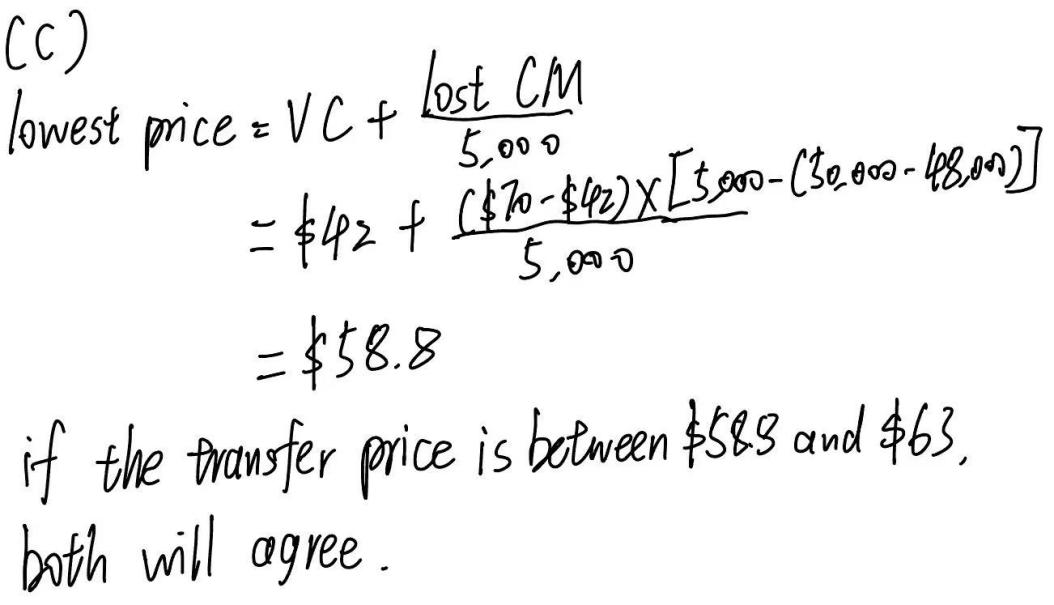 (C)
lowest price = VC + lost CM / 5,000
= $42 + ($70-$42)×[5,000-(50,000-48,000)] / 5,000
= $58.8
if the transfer price is between $58.8 and $63,
both will agree.